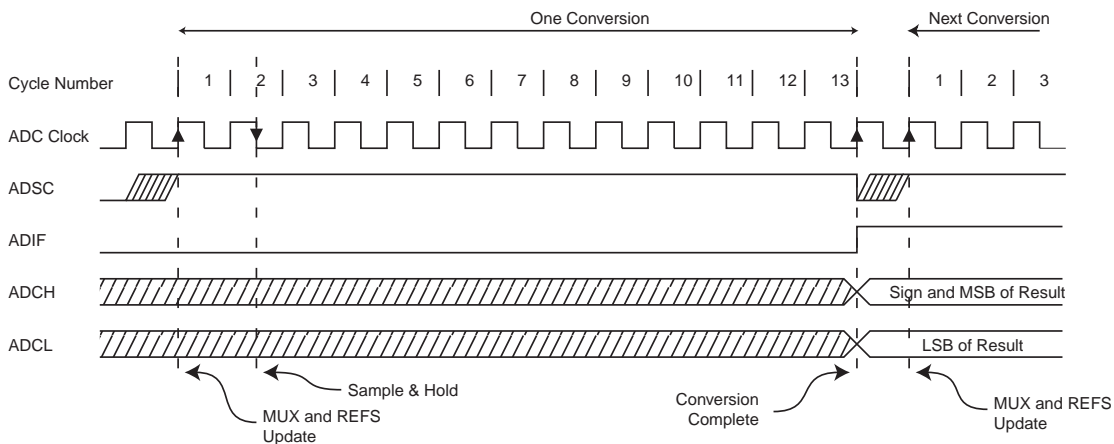 One Conversion
Next Conversion
Cycle Number 1 2 3 4 5 6 7 8 9 10 11 12 13 1 2 3
ADC Clock
ADSC
ADIF
ADCH
Sign and MSB of Result
ADCL
LSB of Result
Sample & Hold
MUX and REFS
Update
Conversion
Complete
MUX and REFS
Update